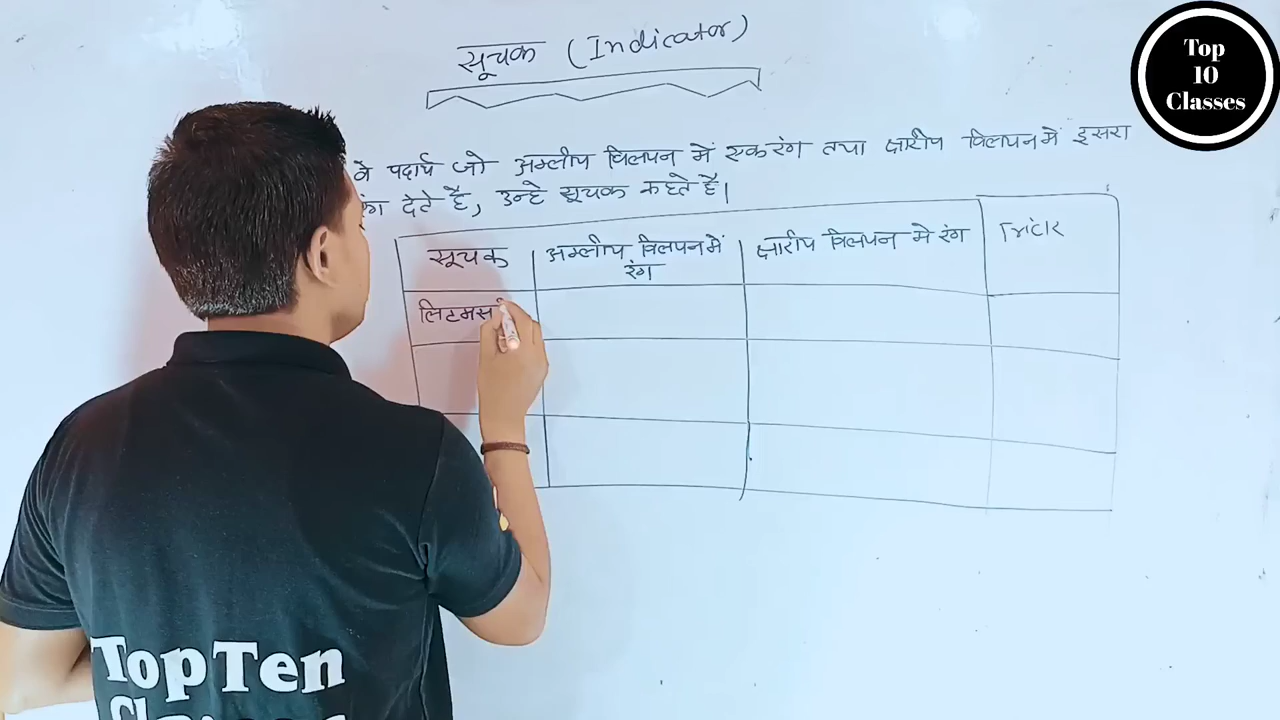 सूचक (Indicator)
वे पदार्थ जो अम्लीय विलयन में एक रंग तथा क्षारीय विलयन में दूसरा
रंग देते है, उन्हे सूचक कहते है।
सूचक
अम्लीय विलयन में
रंग
क्षारीय विलयन मे रंग
लिटमस
Top
10
Classes
TopTen